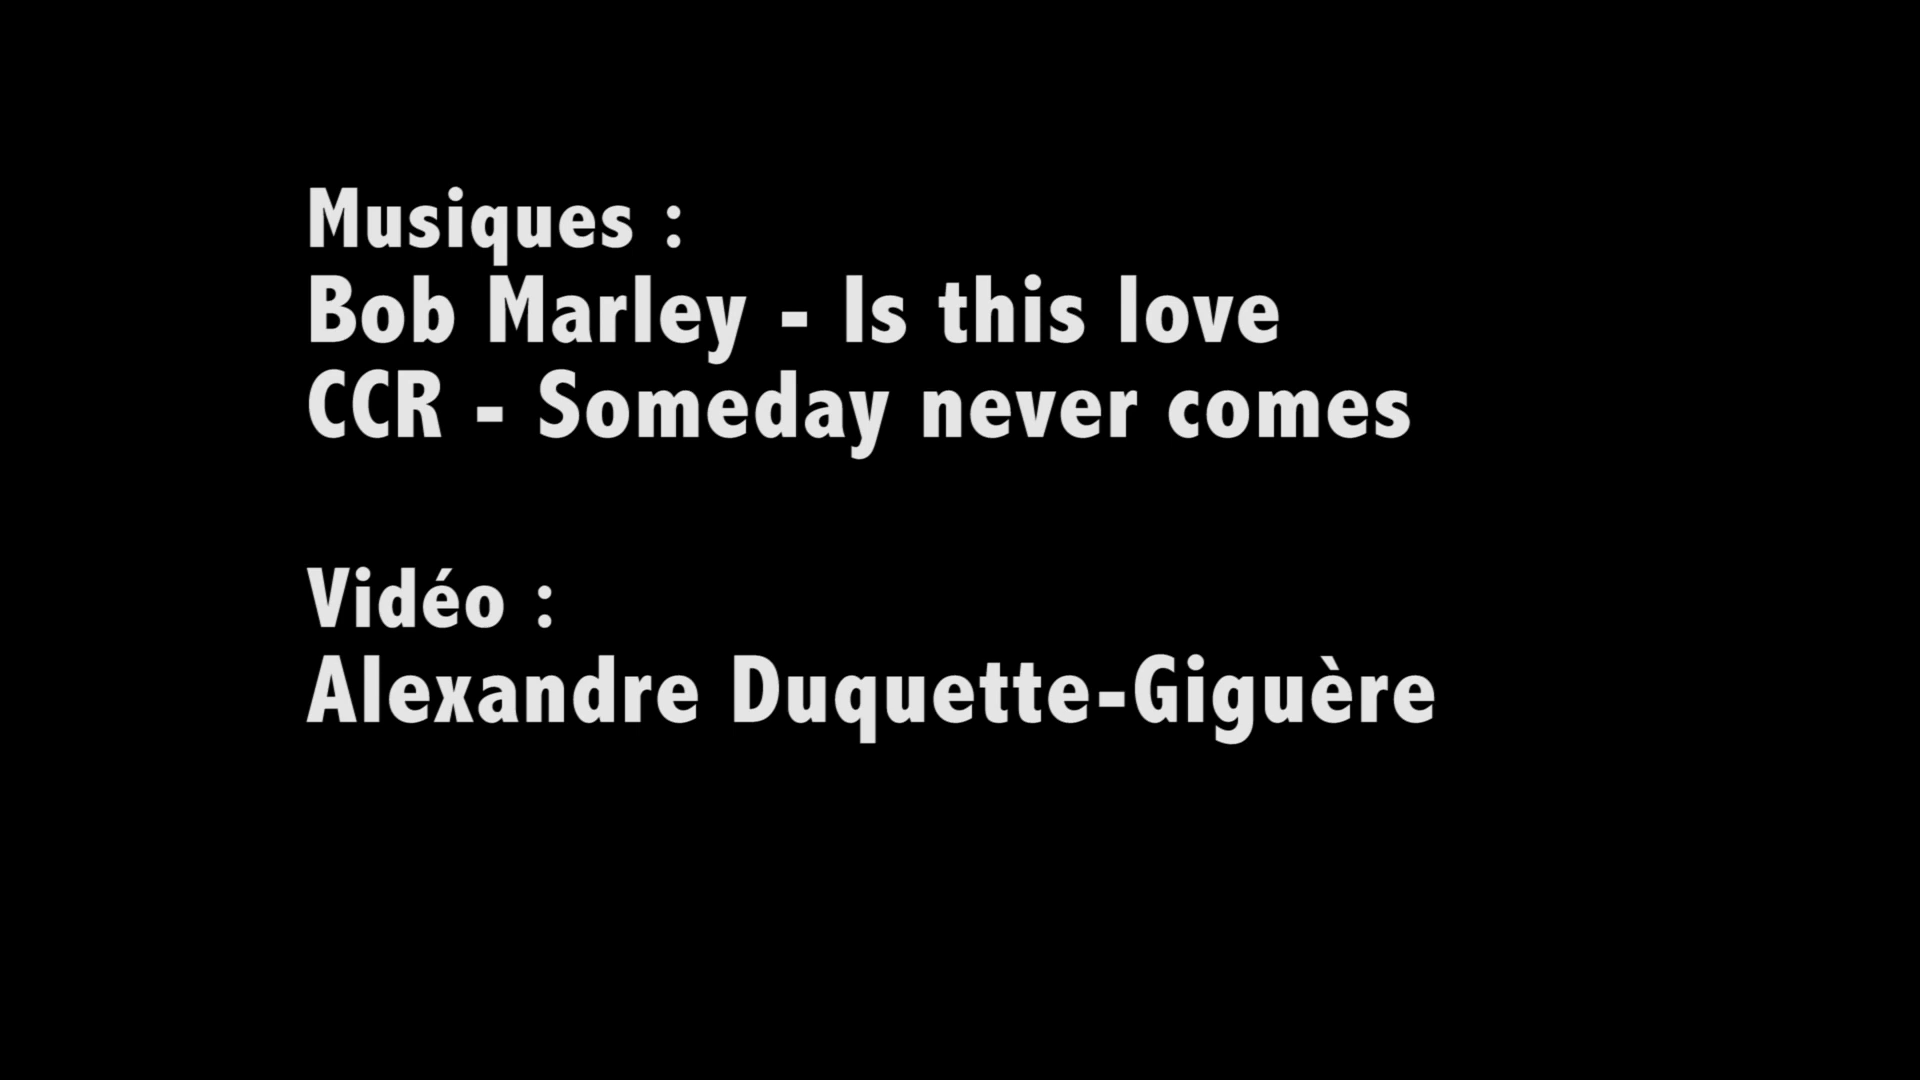 Musiques :
Bob Marley - Is this love
CCR - Someday never comes
Vidéo :
Alexandre Duquette-Giguère